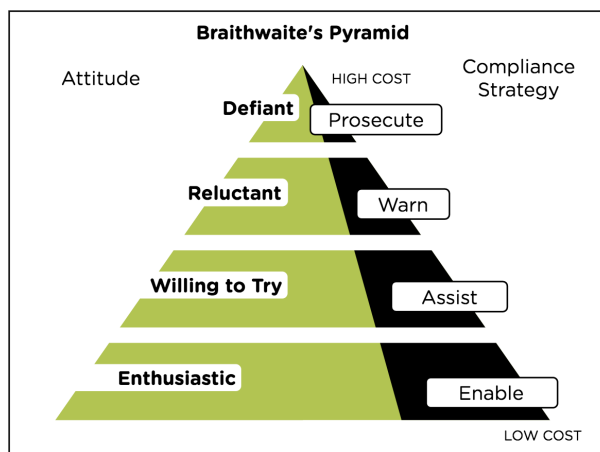 Braithwaite's Pyramid
Attitude
HIGH COST
Compliance
Strategy
Defiant
Prosecute
Reluctant
Warn
Willing to Try
Assist
Enthusiastic
Enable
LOW COST